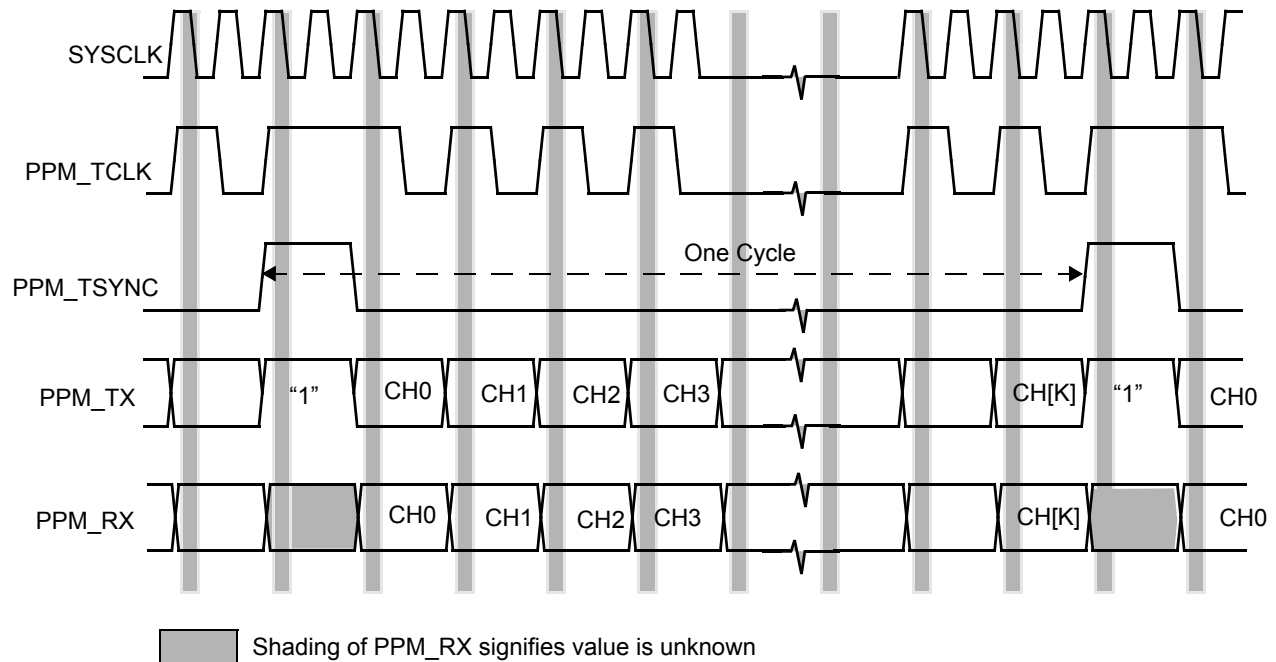 SYSCLK
PPM_TCLK
One Cycle
PPM_TSYNC
PPM_TX “1” CH0 CH1 CH2 CH3 CH[K] “1” CH0
PPM_RX CH0 CH1 CH2 CH3 CH[K] CH0
Shading of PPM_RX signifies value is unknown